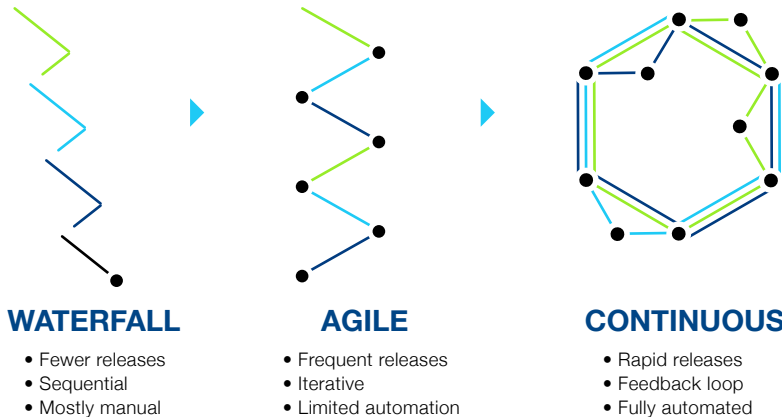 WATERFALL
• Fewer releases
• Sequential
• Mostly manual
AGILE
• Frequent releases
• Iterative
• Limited automation
CONTINUOUS
• Rapid releases
• Feedback loop
• Fully automated